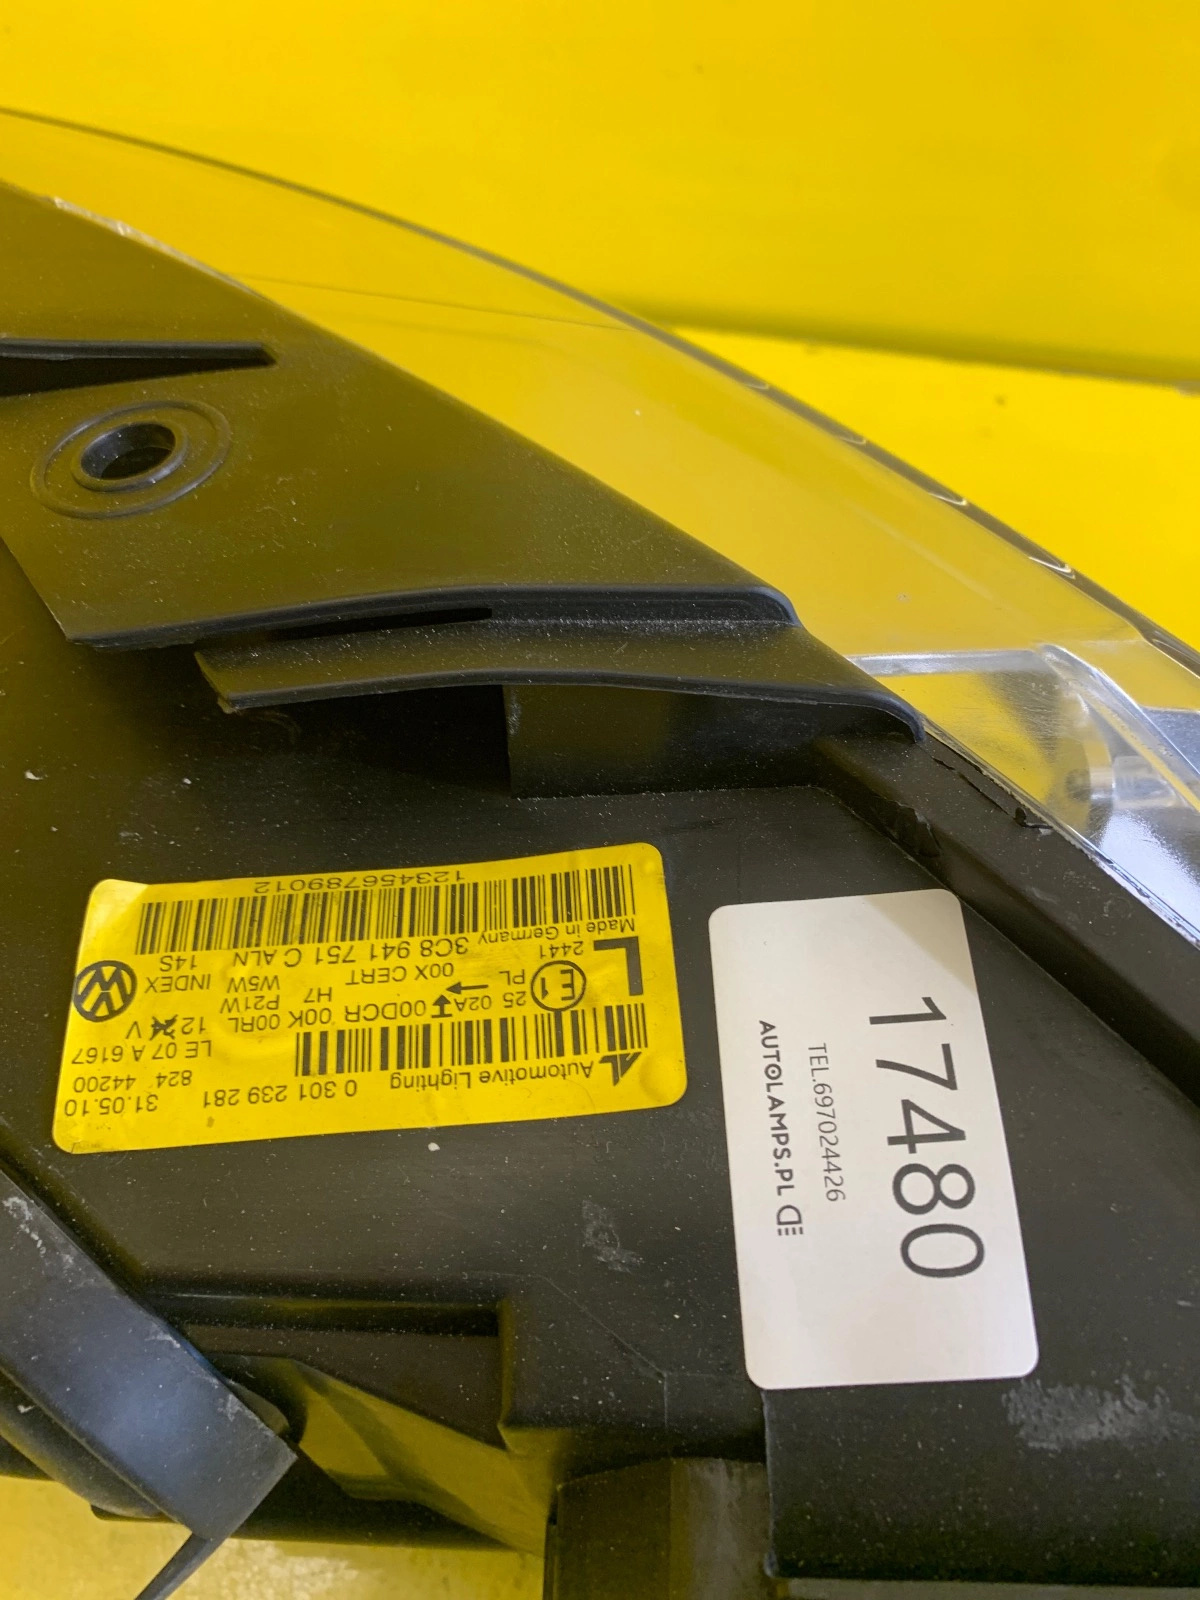 Automotive Lighting
0 301 239 281
31.05.10
824 44200
LE 07 A 6167
25 02A 00DCR 00K 00RL 12 24 V
E1 PL H7 P21W
00X CERT W5W INDEX
2441
14S
L
Made in Germany 3C8 941 751 C ALN
123456789012
17480
TEL.697024426
AUTOLAMPS.PL